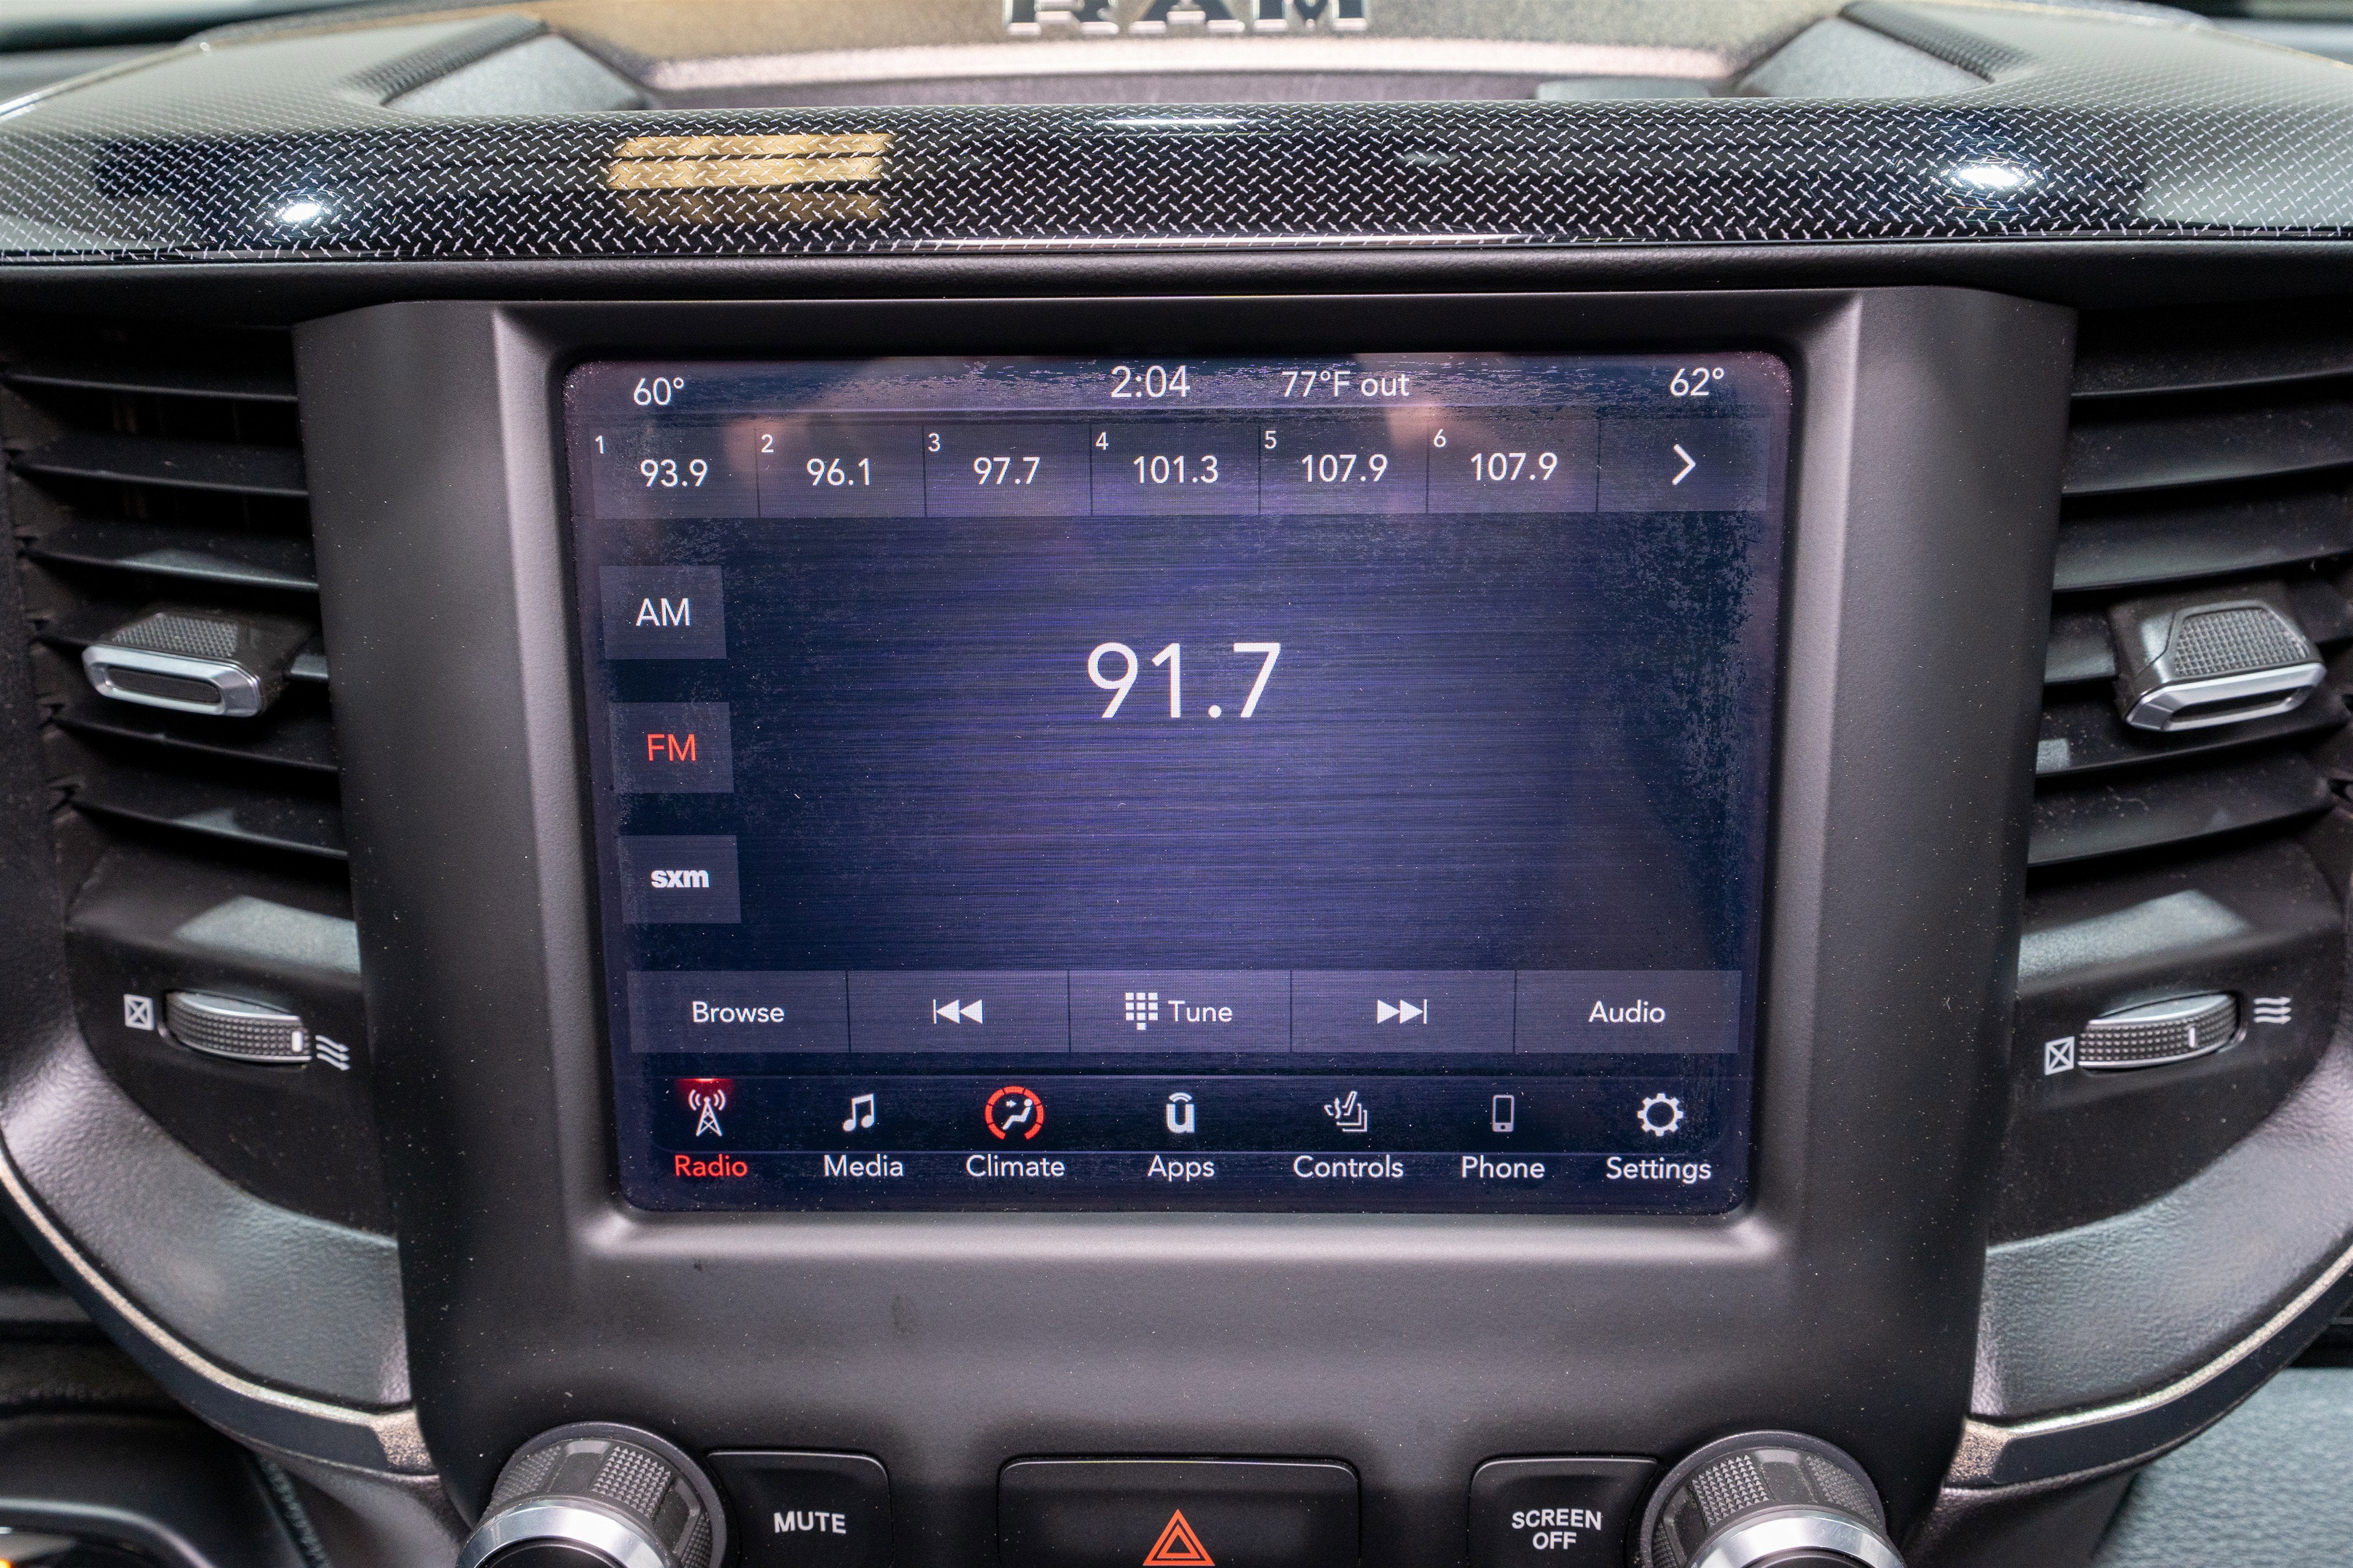 RAM
60° 2:04 77°F out 62°
1 93.9 2 96.1 3 97.7 4 101.3 5 107.9 6 107.9
AM
91.7
FM
sxm
Browse Tune Audio
Radio Media Climate Apps Controls Phone Settings
MUTE SCREEN
OFF